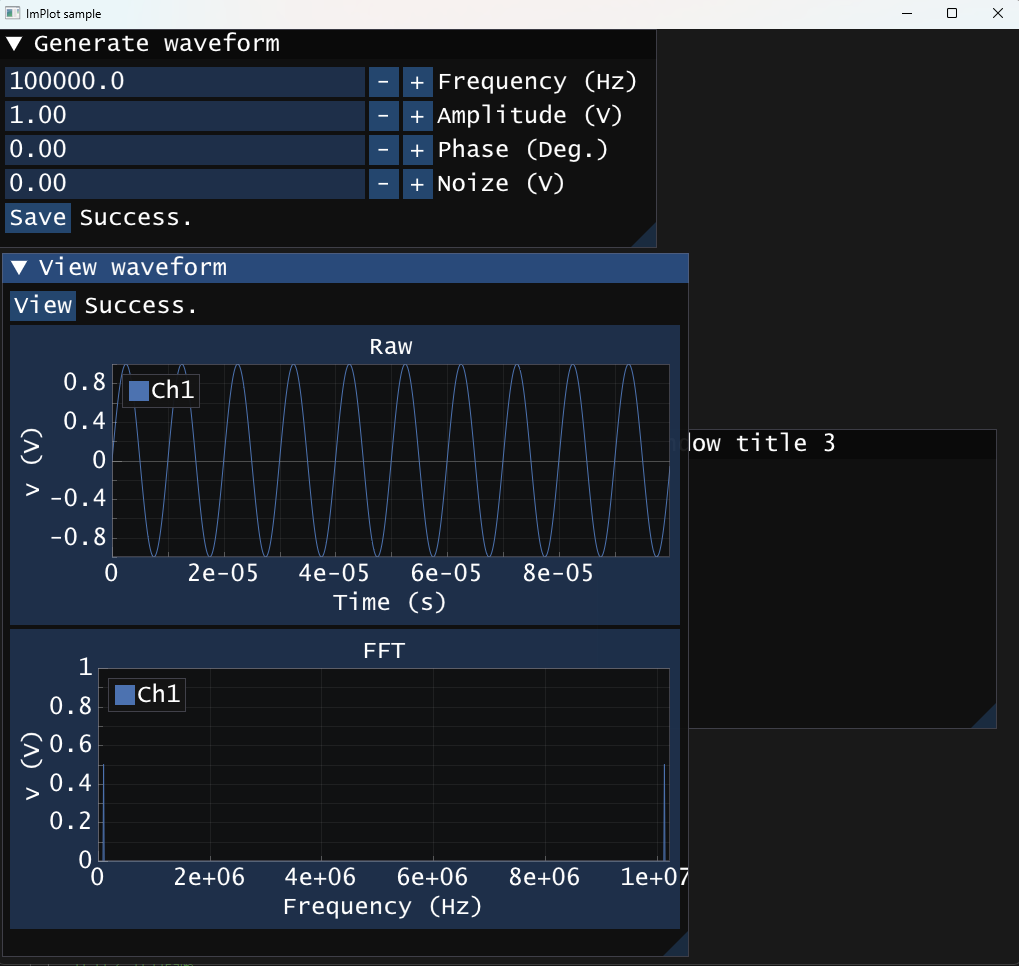 ImPlot sample
▼ Generate waveform
100000.0 - + Frequency (Hz)
1.00 - + Amplitude (V)
0.00 - + Phase (Deg.)
0.00 - + Noize (V)
Save Success.
▼ View waveform
View Success.
Raw
Ch1
0.8
0.4
0
-0.4
-0.8
v (V)
0 2e-05 4e-05 6e-05 8e-05
Time (s)
title 3
FFT
Ch1
1
0.8
0.6
0.4
0.2
0
v (V)
0 2e+06 4e+06 6e+06 8e+06 1e+07
Frequency (Hz)